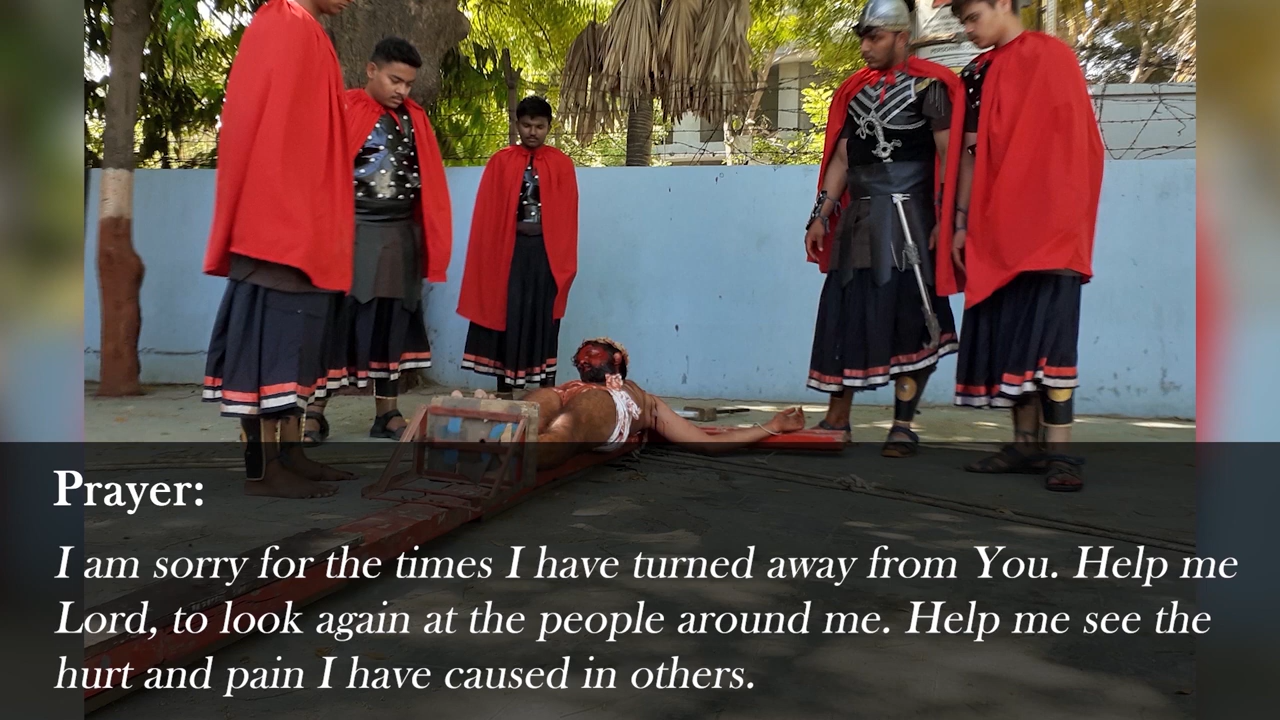 Prayer:
I am sorry for the times I have turned away from You. Help me
Lord, to look again at the people around me. Help me see the
hurt and pain I have caused in others.